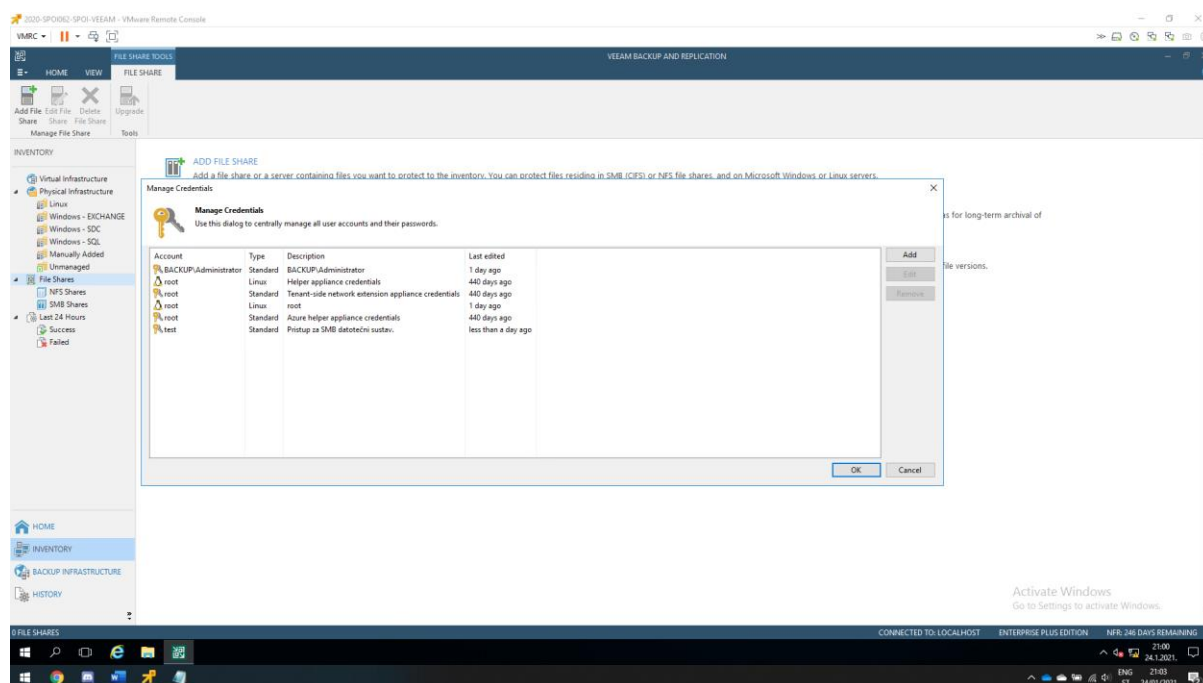 2020-SPOI062-SPOI-VEEAM - VMware Remote Console
VMRC
FILE SHARE TOOLS
VEEAM BACKUP AND REPLICATION
HOME VIEW FILE SHARE
Add File Share
Edit File Share
Delete File Share
Upgrade
Manage File Share
Tools
INVENTORY
Virtual Infrastructure
Physical Infrastructure
Linux
Windows - EXCHANGE
Windows - SDC
Windows - SQL
Manually Added
Unmanaged
File Shares
NFS Shares
SMB Shares
Last 24 Hours
Success
Failed
ADD FILE SHARE
Add a file share or a server containing files you want to protect to the inventory. You can protect files residing in SMB (CIFS) or NFS file shares, and on Microsoft Windows or Linux servers.
as for long-term archival of
file versions.
Manage Credentials
Manage Credentials
Use this dialog to centrally manage all user accounts and their passwords.
Account Type Description Last edited
BACKUP\Administrator Standard BACKUP\Administrator 1 day ago
root Linux Helper appliance credentials 440 days ago
root Standard Tenant-side network extension appliance credentials 440 days ago
root Linux root 1 day ago
root Standard Azure helper appliance credentials 440 days ago
test Standard Pristup za SMB datotečni sustav. less than a day ago
Add
Edit
Remove
OK Cancel
HOME
INVENTORY
BACKUP INFRASTRUCTURE
HISTORY
Activate Windows
Go to Settings to activate Windows.
0 FILE SHARES
CONNECTED TO: LOCALHOST ENTERPRISE PLUS EDITION NFR: 246 DAYS REMAINING
21:00
24.1.2021.
ENG 21:03
24/01/2021